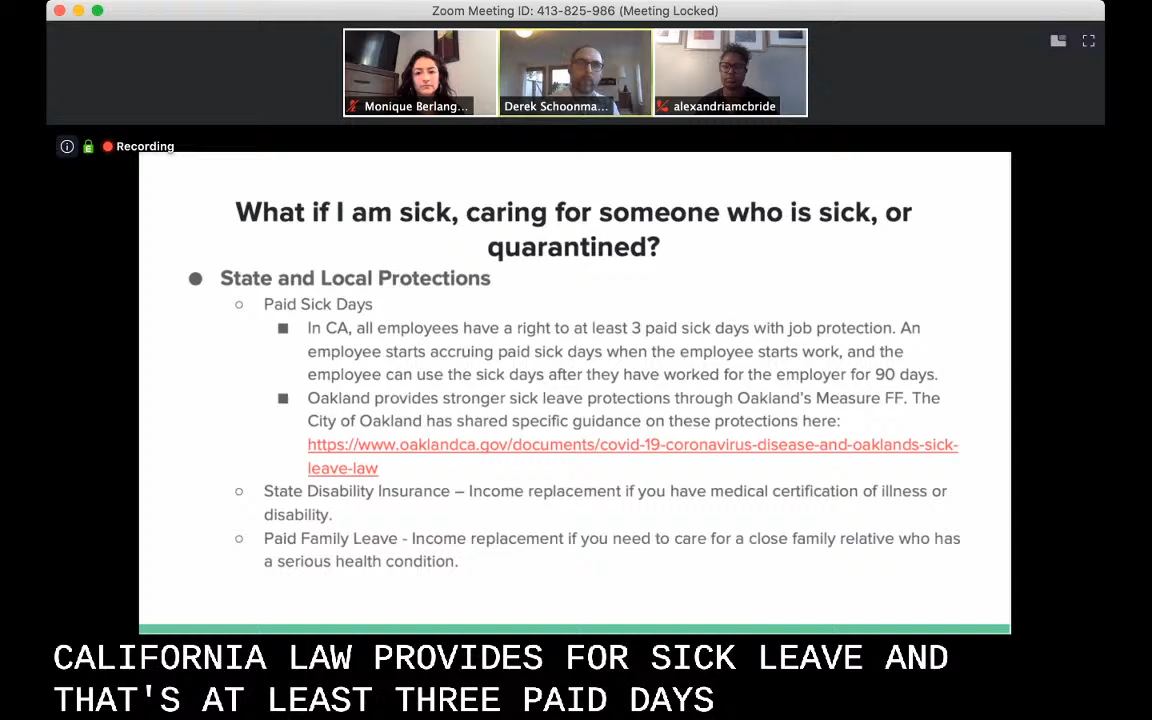 Zoom Meeting ID: 413-825-986 (Meeting Locked)
Monique Berlang...
Derek Schoonma...
alexandriamcbride
Recording
What if I am sick, caring for someone who is sick, or
quarantined?
● State and Local Protections
○ Paid Sick Days
■ In CA, all employees have a right to at least 3 paid sick days with job protection. An
employee starts accruing paid sick days when the employee starts work, and the
employee can use the sick days after they have worked for the employer for 90 days.
■ Oakland provides stronger sick leave protections through Oakland's Measure FF. The
City of Oakland has shared specific guidance on these protections here:
https://www.oaklandca.gov/documents/covid-19-coronavirus-disease-and-oaklands-sick-
leave-law
○ State Disability Insurance – Income replacement if you have medical certification of illness or
disability.
○ Paid Family Leave - Income replacement if you need to care for a close family relative who has
a serious health condition.
CALIFORNIA LAW PROVIDES FOR SICK LEAVE AND
THAT'S AT LEAST THREE PAID DAYS